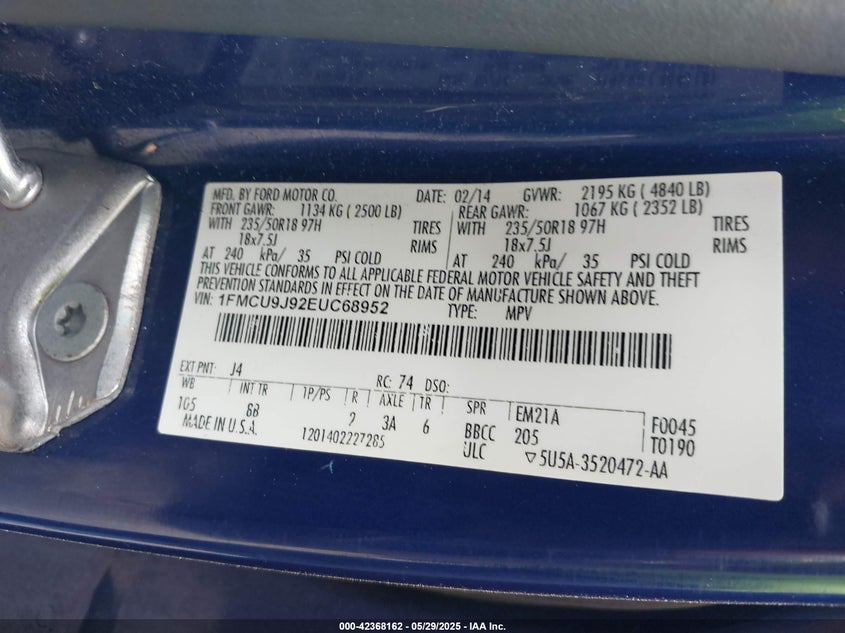 MFD. BY FORD MOTOR CO. DATE: 02/14 GVWR: 2195 KG ( 4840 LB)
FRONT GAWR: 1134 KG ( 2500 LB) REAR GAWR: 1067 KG ( 2352 LB)
WITH 235/50R18 97H TIRES WITH 235/50R18 97H TIRES
18x7.5J RIMS 18x7.5J RIMS
AT 240 kPa/ 35 PSI COLD AT 240 kPa/ 35 PSI COLD
THIS VEHICLE CONFORMS TO ALL APPLICABLE FEDERAL MOTOR VEHICLE SAFETY AND THEFT
PREVENTION STANDARDS IN EFFECT ON THE DATE OF MANUFACTURE SHOWN ABOVE.
VIN: 1FMCU9J92EUC68952 TYPE: MPV
EXT PNT: J4 RC: 74 DSO:
WB INT TR TP/PS R AXLE TR SPR EM21A F0045
105 8B 2 3A 6 BBCC 205 T0190
MADE IN U.S.A. 1201402227285 ULC ▽5U5A-3520472-AA
000-42368162 - 05/29/2025 - IAA Inc.